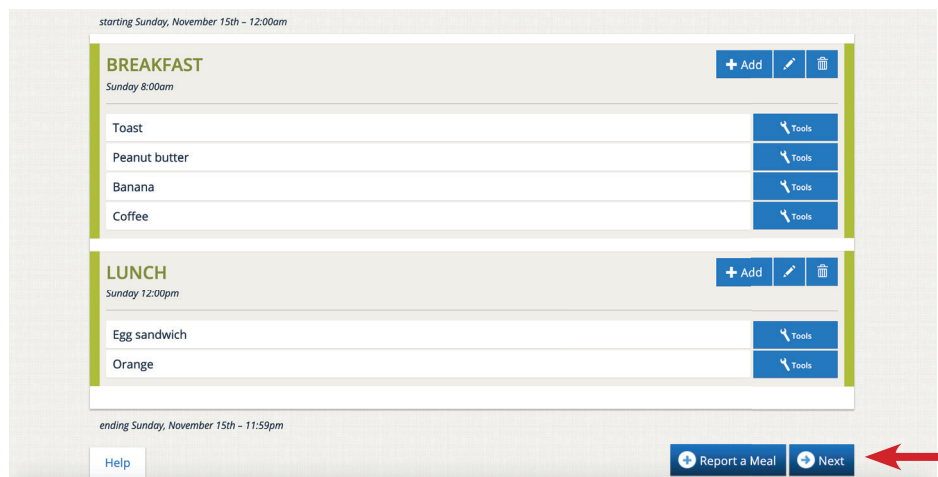 starting Sunday, November 15th – 12:00am
BREAKFAST
Add
Sunday 8:00am
Toast
Tools
Peanut butter
Tools
Banana
Tools
Coffee
Tools
LUNCH
Add
Sunday 12:00pm
Egg sandwich
Tools
Orange
Tools
ending Sunday, November 15th – 11:59pm
Help
Report a Meal
Next